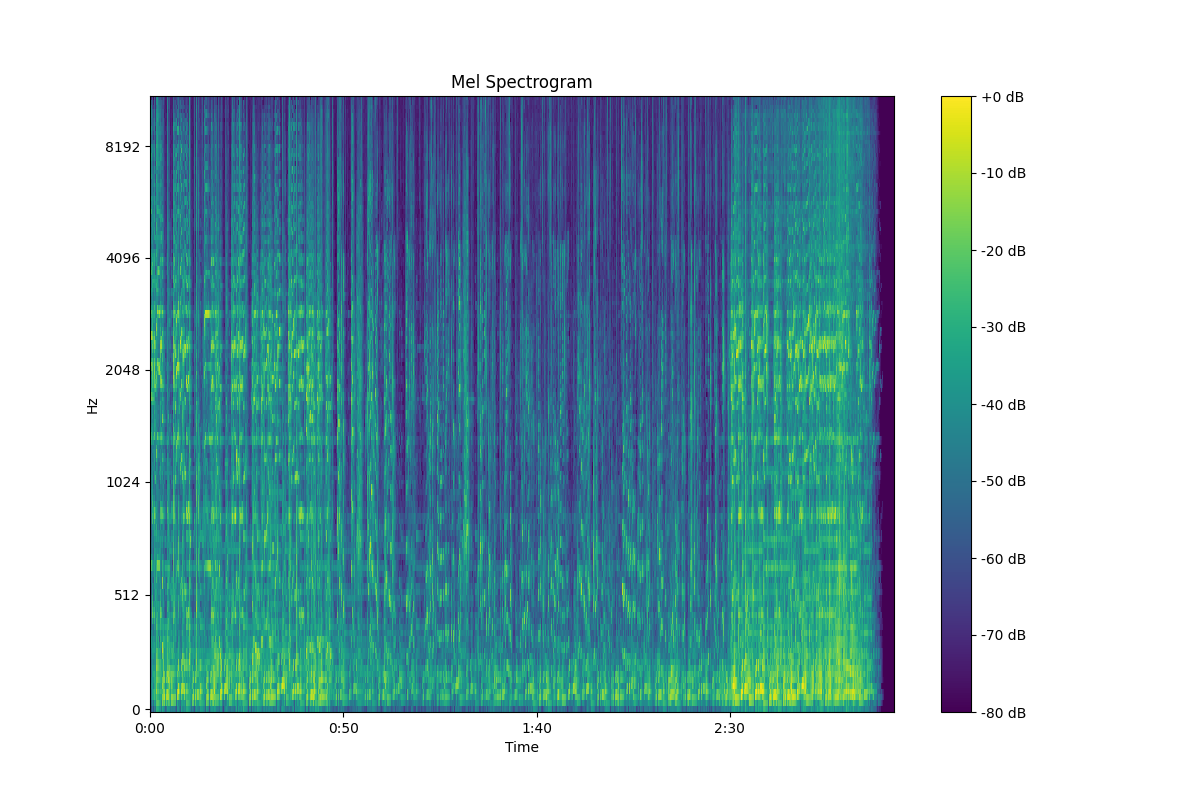 Mel Spectrogram
+0 dB
8192
-10 dB
-20 dB
4096
-30 dB
2048
-40 dB
Hz
1024
-50 dB
-60 dB
512
-70 dB
0
-80 dB
0:00
0:50
1:40
2:30
Time